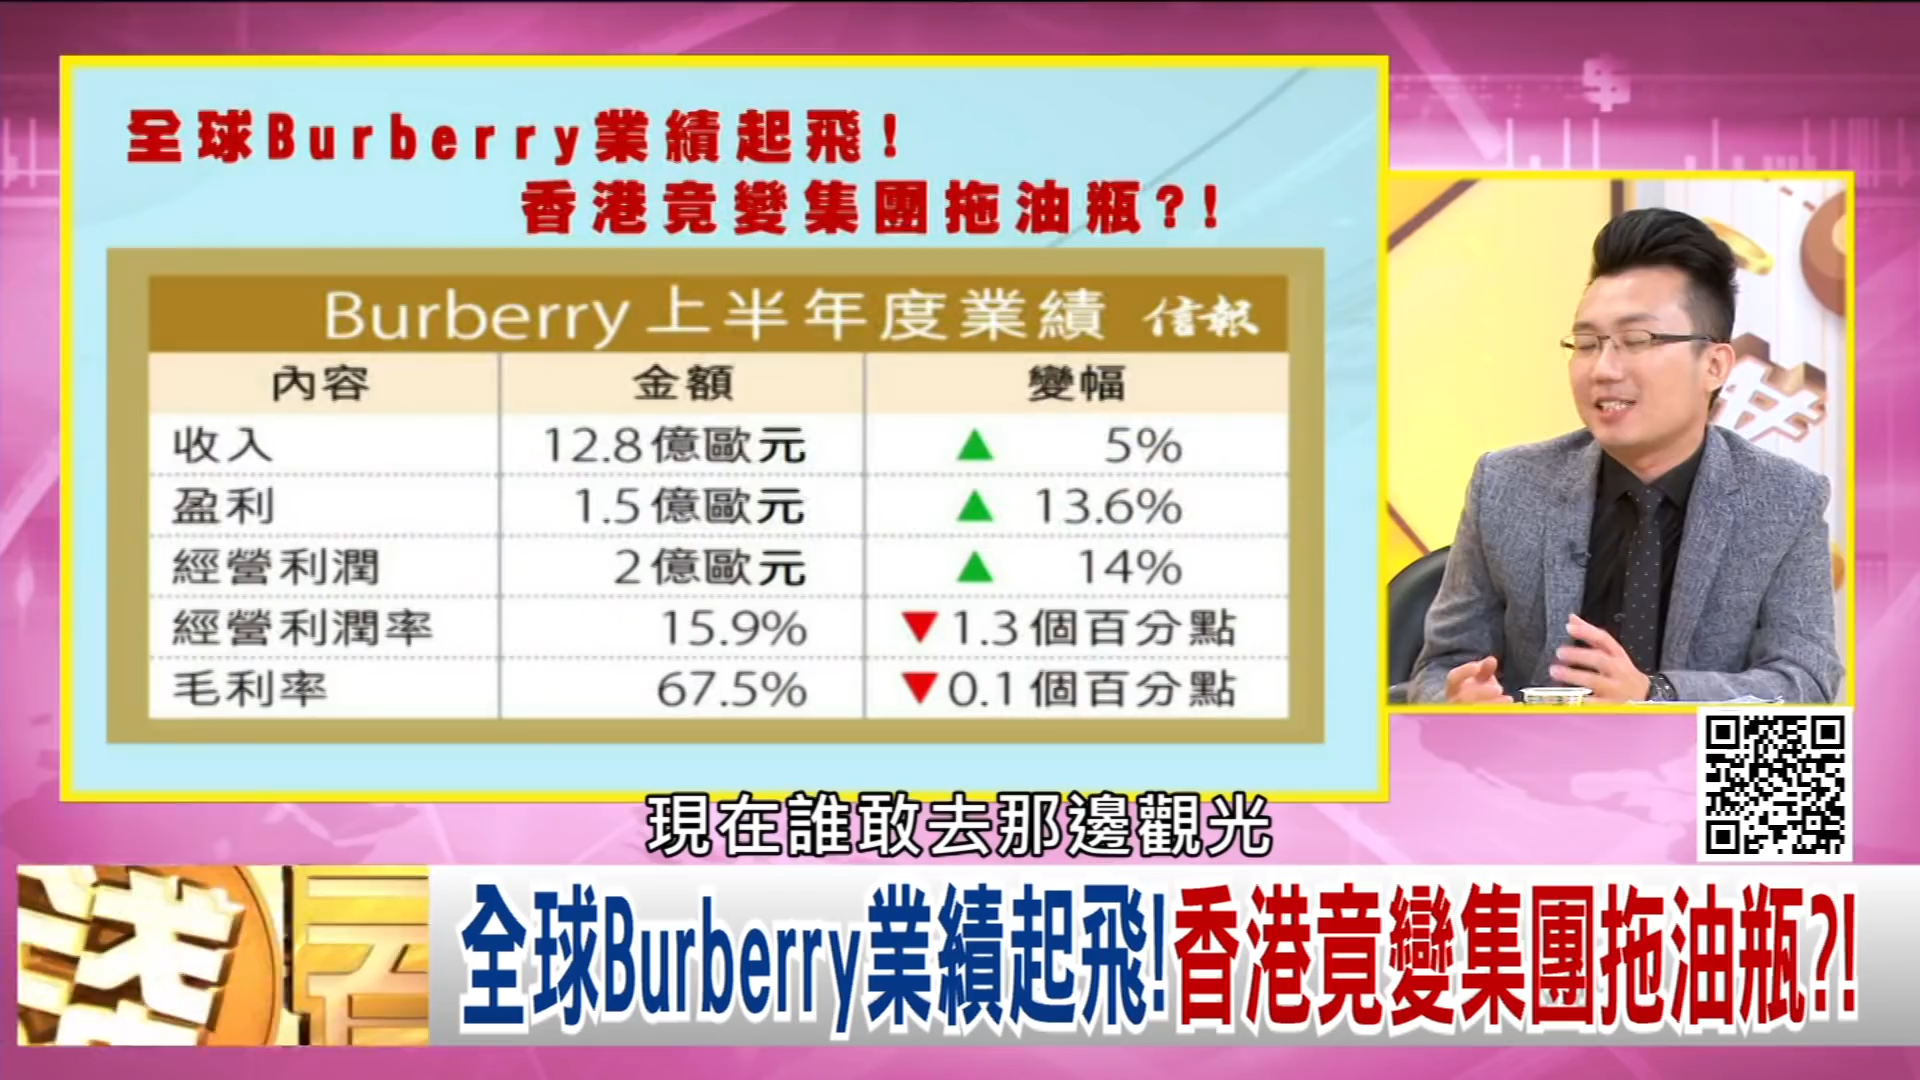 全球Burberry業績起飛!
香港竟變集團拖油瓶?!
Burberry上半年度業績 信報
內容 金額 變幅
收入 12.8億歐元 ▲ 5%
盈利 1.5億歐元 ▲ 13.6%
經營利潤 2億歐元 ▲ 14%
經營利潤率 15.9% ▼1.3個百分點
毛利率 67.5% ▼0.1個百分點
現在誰敢去那邊觀光
全球Burberry業績起飛!香港竟變集團拖油瓶?!